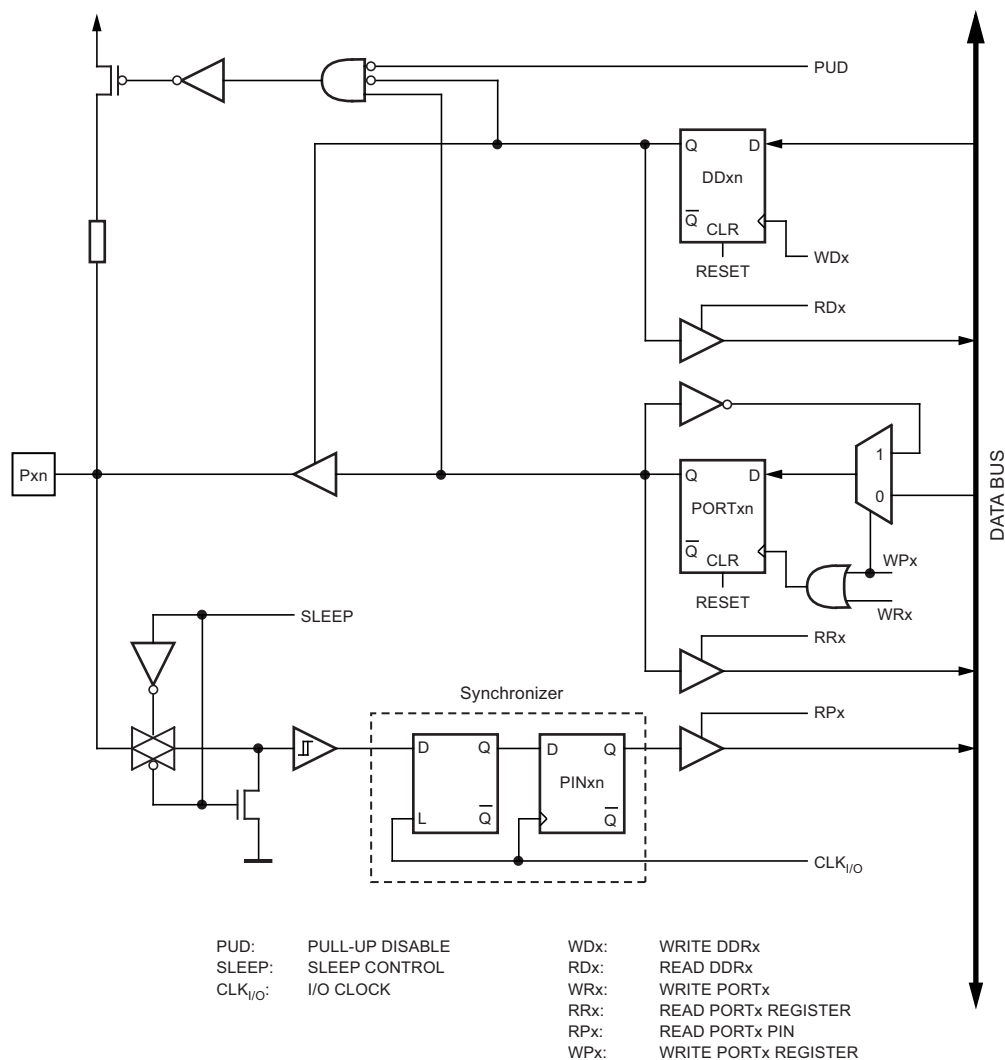 PUD
Q D
DDxn
Q
CLR
RESET
WDx
RDx
1
Pxn
Q D
0
PORTxn
Q
CLR
WPx
RESET
WRx
SLEEP
RRx
Synchronizer
RPx
D Q D Q
PINxn
L Q Q
CLKI/O
DATA BUS
PUD: PULL-UP DISABLE
SLEEP: SLEEP CONTROL
CLKI/O: I/O CLOCK
WDx: WRITE DDRx
RDx: READ DDRx
WRx: WRITE PORTx
RRx: READ PORTx REGISTER
RPx: READ PORTx PIN
WPx: WRITE PORTx REGISTER